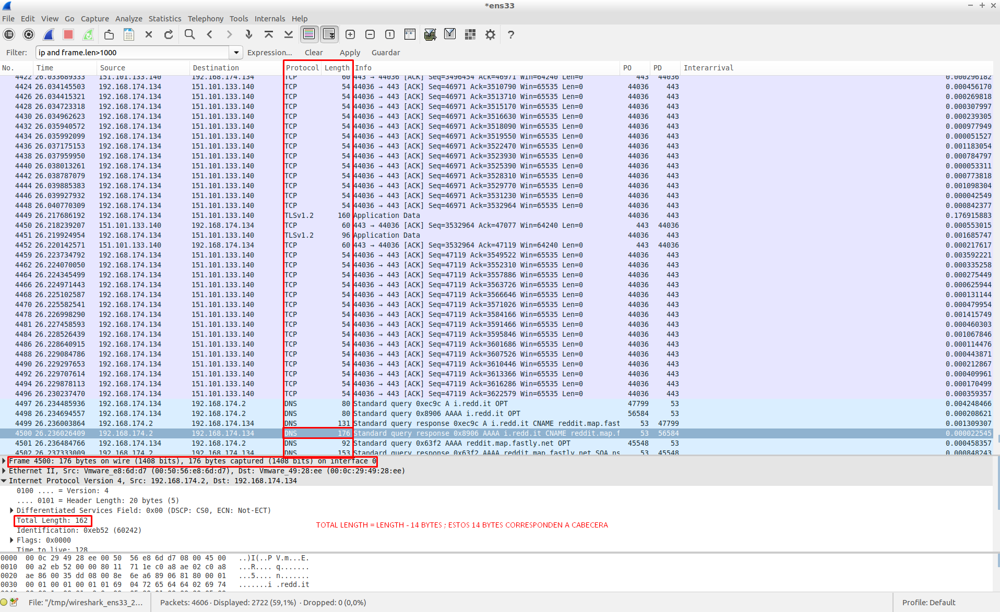 *ens33
File Edit View Go Capture Analyze Statistics Telephony Tools Internals Help
Filter: ip and frame.len>1000 Expression... Clear Apply Guardar
No. Time Source Destination Protocol Length Info PO PD Interarrival
4422 26.033689333 151.101.133.140 192.168.174.134 TCP 60 443 → 44036 [ACK] Seq=3496454 Ack=46971 Win=64240 Len=0 443 44036 0.000296182
4424 26.034145503 192.168.174.134 151.101.133.140 TCP 54 44036 → 443 [ACK] Seq=46971 Ack=3510790 Win=65535 Len=0 44036 443 0.000456170
4426 26.034415321 192.168.174.134 151.101.133.140 TCP 54 44036 → 443 [ACK] Seq=46971 Ack=3513710 Win=65535 Len=0 44036 443 0.000269818
4428 26.034723318 192.168.174.134 151.101.133.140 TCP 54 44036 → 443 [ACK] Seq=46971 Ack=3515170 Win=65535 Len=0 44036 443 0.000307997
4430 26.034962623 192.168.174.134 151.101.133.140 TCP 54 44036 → 443 [ACK] Seq=46971 Ack=3516630 Win=65535 Len=0 44036 443 0.000239305
4432 26.035940572 192.168.174.134 151.101.133.140 TCP 54 44036 → 443 [ACK] Seq=46971 Ack=3518090 Win=65535 Len=0 44036 443 0.000977949
4434 26.035992099 192.168.174.134 151.101.133.140 TCP 54 44036 → 443 [ACK] Seq=46971 Ack=3519550 Win=65535 Len=0 44036 443 0.000051527
4436 26.037175153 192.168.174.134 151.101.133.140 TCP 54 44036 → 443 [ACK] Seq=46971 Ack=3522470 Win=65535 Len=0 44036 443 0.001183054
4438 26.037959950 192.168.174.134 151.101.133.140 TCP 54 44036 → 443 [ACK] Seq=46971 Ack=3523930 Win=65535 Len=0 44036 443 0.000784797
4440 26.038013261 192.168.174.134 151.101.133.140 TCP 54 44036 → 443 [ACK] Seq=46971 Ack=3525390 Win=65535 Len=0 44036 443 0.000053311
4442 26.038787079 192.168.174.134 151.101.133.140 TCP 54 44036 → 443 [ACK] Seq=46971 Ack=3528310 Win=65535 Len=0 44036 443 0.000773818
4444 26.039885383 192.168.174.134 151.101.133.140 TCP 54 44036 → 443 [ACK] Seq=46971 Ack=3529770 Win=65535 Len=0 44036 443 0.001098304
4446 26.039927932 192.168.174.134 151.101.133.140 TCP 54 44036 → 443 [ACK] Seq=46971 Ack=3531230 Win=65535 Len=0 44036 443 0.000042549
4448 26.040770309 192.168.174.134 151.101.133.140 TCP 54 44036 → 443 [ACK] Seq=46971 Ack=3532964 Win=65535 Len=0 44036 443 0.000842377
4449 26.217686192 192.168.174.134 151.101.133.140 TLSv1.2 160 Application Data 44036 443 0.176915883
4450 26.218239207 151.101.133.140 192.168.174.134 TCP 60 443 → 44036 [ACK] Seq=3532964 Ack=47077 Win=64240 Len=0 443 44036 0.000553015
4451 26.219924954 192.168.174.134 151.101.133.140 TLSv1.2 96 Application Data 44036 443 0.001685747
4452 26.220142571 151.101.133.140 192.168.174.134 TCP 60 443 → 44036 [ACK] Seq=3532964 Ack=47119 Win=64240 Len=0 443 44036 0.000217617
4459 26.223734792 192.168.174.134 151.101.133.140 TCP 54 44036 → 443 [ACK] Seq=47119 Ack=3549522 Win=65535 Len=0 44036 443 0.003592221
4462 26.224070050 192.168.174.134 151.101.133.140 TCP 54 44036 → 443 [ACK] Seq=47119 Ack=3552310 Win=65535 Len=0 44036 443 0.000335258
4464 26.224345499 192.168.174.134 151.101.133.140 TCP 54 44036 → 443 [ACK] Seq=47119 Ack=3557886 Win=65535 Len=0 44036 443 0.000275449
4466 26.224971443 192.168.174.134 151.101.133.140 TCP 54 44036 → 443 [ACK] Seq=47119 Ack=3563726 Win=65535 Len=0 44036 443 0.000625944
4468 26.225102587 192.168.174.134 151.101.133.140 TCP 54 44036 → 443 [ACK] Seq=47119 Ack=3566646 Win=65535 Len=0 44036 443 0.000131144
4470 26.225582541 192.168.174.134 151.101.133.140 TCP 54 44036 → 443 [ACK] Seq=47119 Ack=3571026 Win=65535 Len=0 44036 443 0.000479954
4478 26.226998290 192.168.174.134 151.101.133.140 TCP 54 44036 → 443 [ACK] Seq=47119 Ack=3584166 Win=65535 Len=0 44036 443 0.001415749
4481 26.227458593 192.168.174.134 151.101.133.140 TCP 54 44036 → 443 [ACK] Seq=47119 Ack=3591466 Win=65535 Len=0 44036 443 0.000460303
4484 26.228526439 192.168.174.134 151.101.133.140 TCP 54 44036 → 443 [ACK] Seq=47119 Ack=3595846 Win=65535 Len=0 44036 443 0.001067846
4486 26.228640915 192.168.174.134 151.101.133.140 TCP 54 44036 → 443 [ACK] Seq=47119 Ack=3601686 Win=65535 Len=0 44036 443 0.000114476
4488 26.229084786 192.168.174.134 151.101.133.140 TCP 54 44036 → 443 [ACK] Seq=47119 Ack=3607526 Win=65535 Len=0 44036 443 0.000443871
4490 26.229297653 192.168.174.134 151.101.133.140 TCP 54 44036 → 443 [ACK] Seq=47119 Ack=3610446 Win=65535 Len=0 44036 443 0.000212867
4492 26.229707614 192.168.174.134 151.101.133.140 TCP 54 44036 → 443 [ACK] Seq=47119 Ack=3613366 Win=65535 Len=0 44036 443 0.000409961
4494 26.229878113 192.168.174.134 151.101.133.140 TCP 54 44036 → 443 [ACK] Seq=47119 Ack=3616286 Win=65535 Len=0 44036 443 0.000170499
4496 26.230237470 192.168.174.134 151.101.133.140 TCP 54 44036 → 443 [ACK] Seq=47119 Ack=3622579 Win=65535 Len=0 44036 443 0.000359357
4497 26.234485936 192.168.174.134 192.168.174.2 DNS 80 Standard query 0xec9c A i.redd.it OPT 47799 53 0.004248466
4498 26.234694557 192.168.174.134 192.168.174.2 DNS 80 Standard query 0x8906 AAAA i.redd.it OPT 56584 53 0.000208621
4499 26.236003864 192.168.174.2 192.168.174.134 DNS 131 Standard query response 0xec9c A i.redd.it CNAME reddit.map.fast 53 47799 0.001309307
4500 26.236026409 192.168.174.2 192.168.174.134 DNS 176 Standard query response 0x8906 AAAA i.redd.it CNAME reddit.map.f 53 56584 0.000022545
4501 26.236484766 192.168.174.134 192.168.174.2 DNS 92 Standard query 0x63f2 AAAA reddit.map.fastly.net OPT 45548 53 0.000458357
4502 26.237333009 192.168.174.2 192.168.174.134 DNS 153 Standard query response 0x63f2 AAAA reddit.map.fastly.net SOA ns 53 45548 0.000848243
Frame 4500: 176 bytes on wire (1408 bits), 176 bytes captured (1408 bits) on interface 0
Ethernet II, Src: Vmware_e8:6d:d7 (00:50:56:e8:6d:d7), Dst: Vmware_49:28:ee (00:0c:29:49:28:ee)
Internet Protocol Version 4, Src: 192.168.174.2, Dst: 192.168.174.134
0100 .... = Version: 4
.... 0101 = Header Length: 20 bytes (5)
Differentiated Services Field: 0x00 (DSCP: CS0, ECN: Not-ECT)
Total Length: 162
TOTAL LENGTH = LENGTH - 14 BYTES ; ESTOS 14 BYTES CORRESPONDEN A CABECERA
Identification: 0xeb52 (60242)
Flags: 0x0000
Time to live: 128
0000 00 0c 29 49 28 ee 00 50 56 e8 6d d7 08 00 45 00 ..)I(..P V.m...E.
0010 00 a2 eb 52 00 00 80 11 71 1e c0 a8 ae 02 c0 a8 ...R.... q.......
0020 ae 86 00 35 dd 08 00 8e 6e a6 89 06 81 80 00 01 ...5.... n.......
0030 00 01 00 01 00 01 01 69 04 72 65 64 64 02 69 74 .......i .redd.it
File: "/tmp/wireshark_ens33_2... Packets: 4606 · Displayed: 2722 (59,1%) · Dropped: 0 (0,0%) Profile: Default